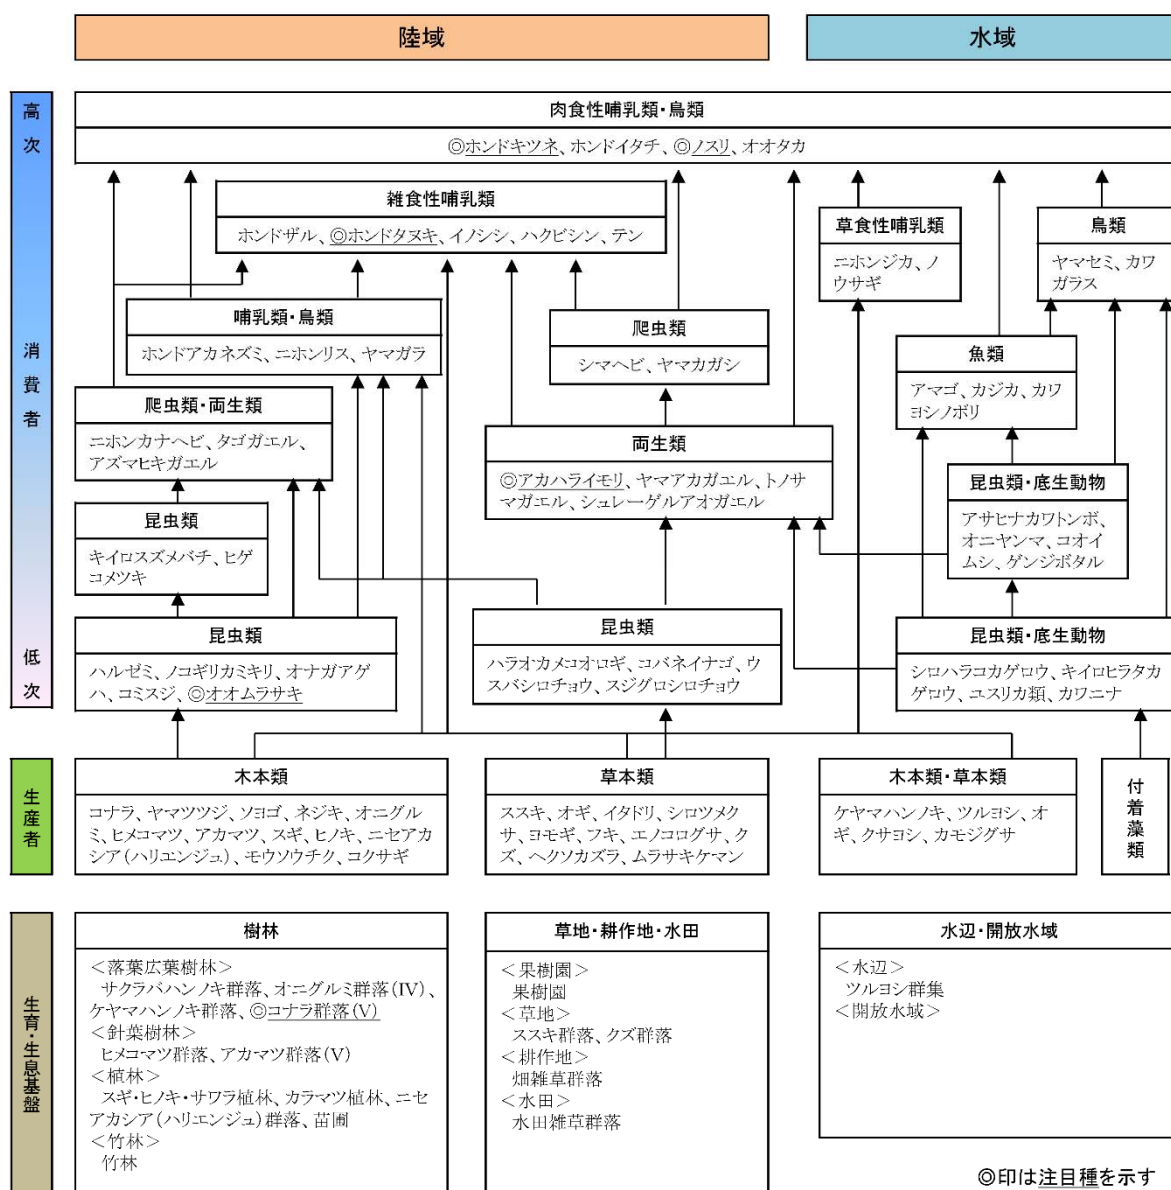 陸域
水域
高次
消費者
低次
肉食性哺乳類・鳥類
◎ホンドキツネ、ホンドイタチ、◎ノスリ、オオタカ
雑食性哺乳類
ホンドザル、◎ホンドタヌキ、イノシシ、ハクビシン、テン
草食性哺乳類
ニホンジカ、ノ
ウサギ
鳥類
ヤマセミ、カワ
ガラス
哺乳類・鳥類
ホンドアカネズミ、ニホンリス、ヤマガラ
爬虫類
シマヘビ、ヤマカガシ
魚類
アマゴ、カジカ、カワ
ヨシノボリ
爬虫類・両生類
ニホンカナヘビ、タゴガエル、
アズマヒキガエル
両生類
◎アカハライモリ、ヤマアカガエル、トノサ
マガエル、シュレーゲルアオガエル
昆虫類・底生動物
アサヒナカワトンボ、
オニヤンマ、コオイ
ムシ、ゲンジボタル
昆虫類
キイロスズメバチ、ヒゲ
コメツキ
昆虫類
ハルゼミ、ノコギリカミキリ、オナガアゲ
ハ、コミスジ、◎オオムラサキ
昆虫類
ハラオカメコオロギ、コバネイナゴ、ウ
スバシロチョウ、スジグロシロチョウ
昆虫類・底生動物
シロハラコカゲロウ、キイロヒラタカ
ゲロウ、ユスリカ類、カワニナ
生産者
木本類
コナラ、ヤマツツジ、ソヨゴ、ネジキ、オニグル
ミ、ヒメコマツ、アカマツ、スギ、ヒノキ、ニセアカ
シア(ハリエンジュ)、モウソウチク、コクサギ
草本類
ススキ、オギ、イタドリ、シロツメク
サ、ヨモギ、フキ、エノコログサ、ク
ズ、ヘクソカズラ、ムラサキケマン
木本類・草本類
ケヤマハンノキ、ツルヨシ、オ
ギ、クサヨシ、カモジグサ
付着藻類
生育・生息基盤
樹林
＜落葉広葉樹林＞
サクラバハンノキ群落、オニグルミ群落(Ⅳ)、
ケヤマハンノキ群落、◎コナラ群落(Ⅴ)
＜針葉樹林＞
ヒメコマツ群落、アカマツ群落(Ⅴ)
＜植林＞
スギ・ヒノキ・サワラ植林、カラマツ植林、ニセ
アカシア(ハリエンジュ)群落、苗圃
＜竹林＞
竹林
草地・耕作地・水田
＜果樹園＞
果樹園
＜草地＞
ススキ群落、クズ群落
＜耕作地＞
畑雑草群落
＜水田＞
水田雑草群落
水辺・開放水域
＜水辺＞
ツルヨシ群集
＜開放水域＞
◎印は注目種を示す